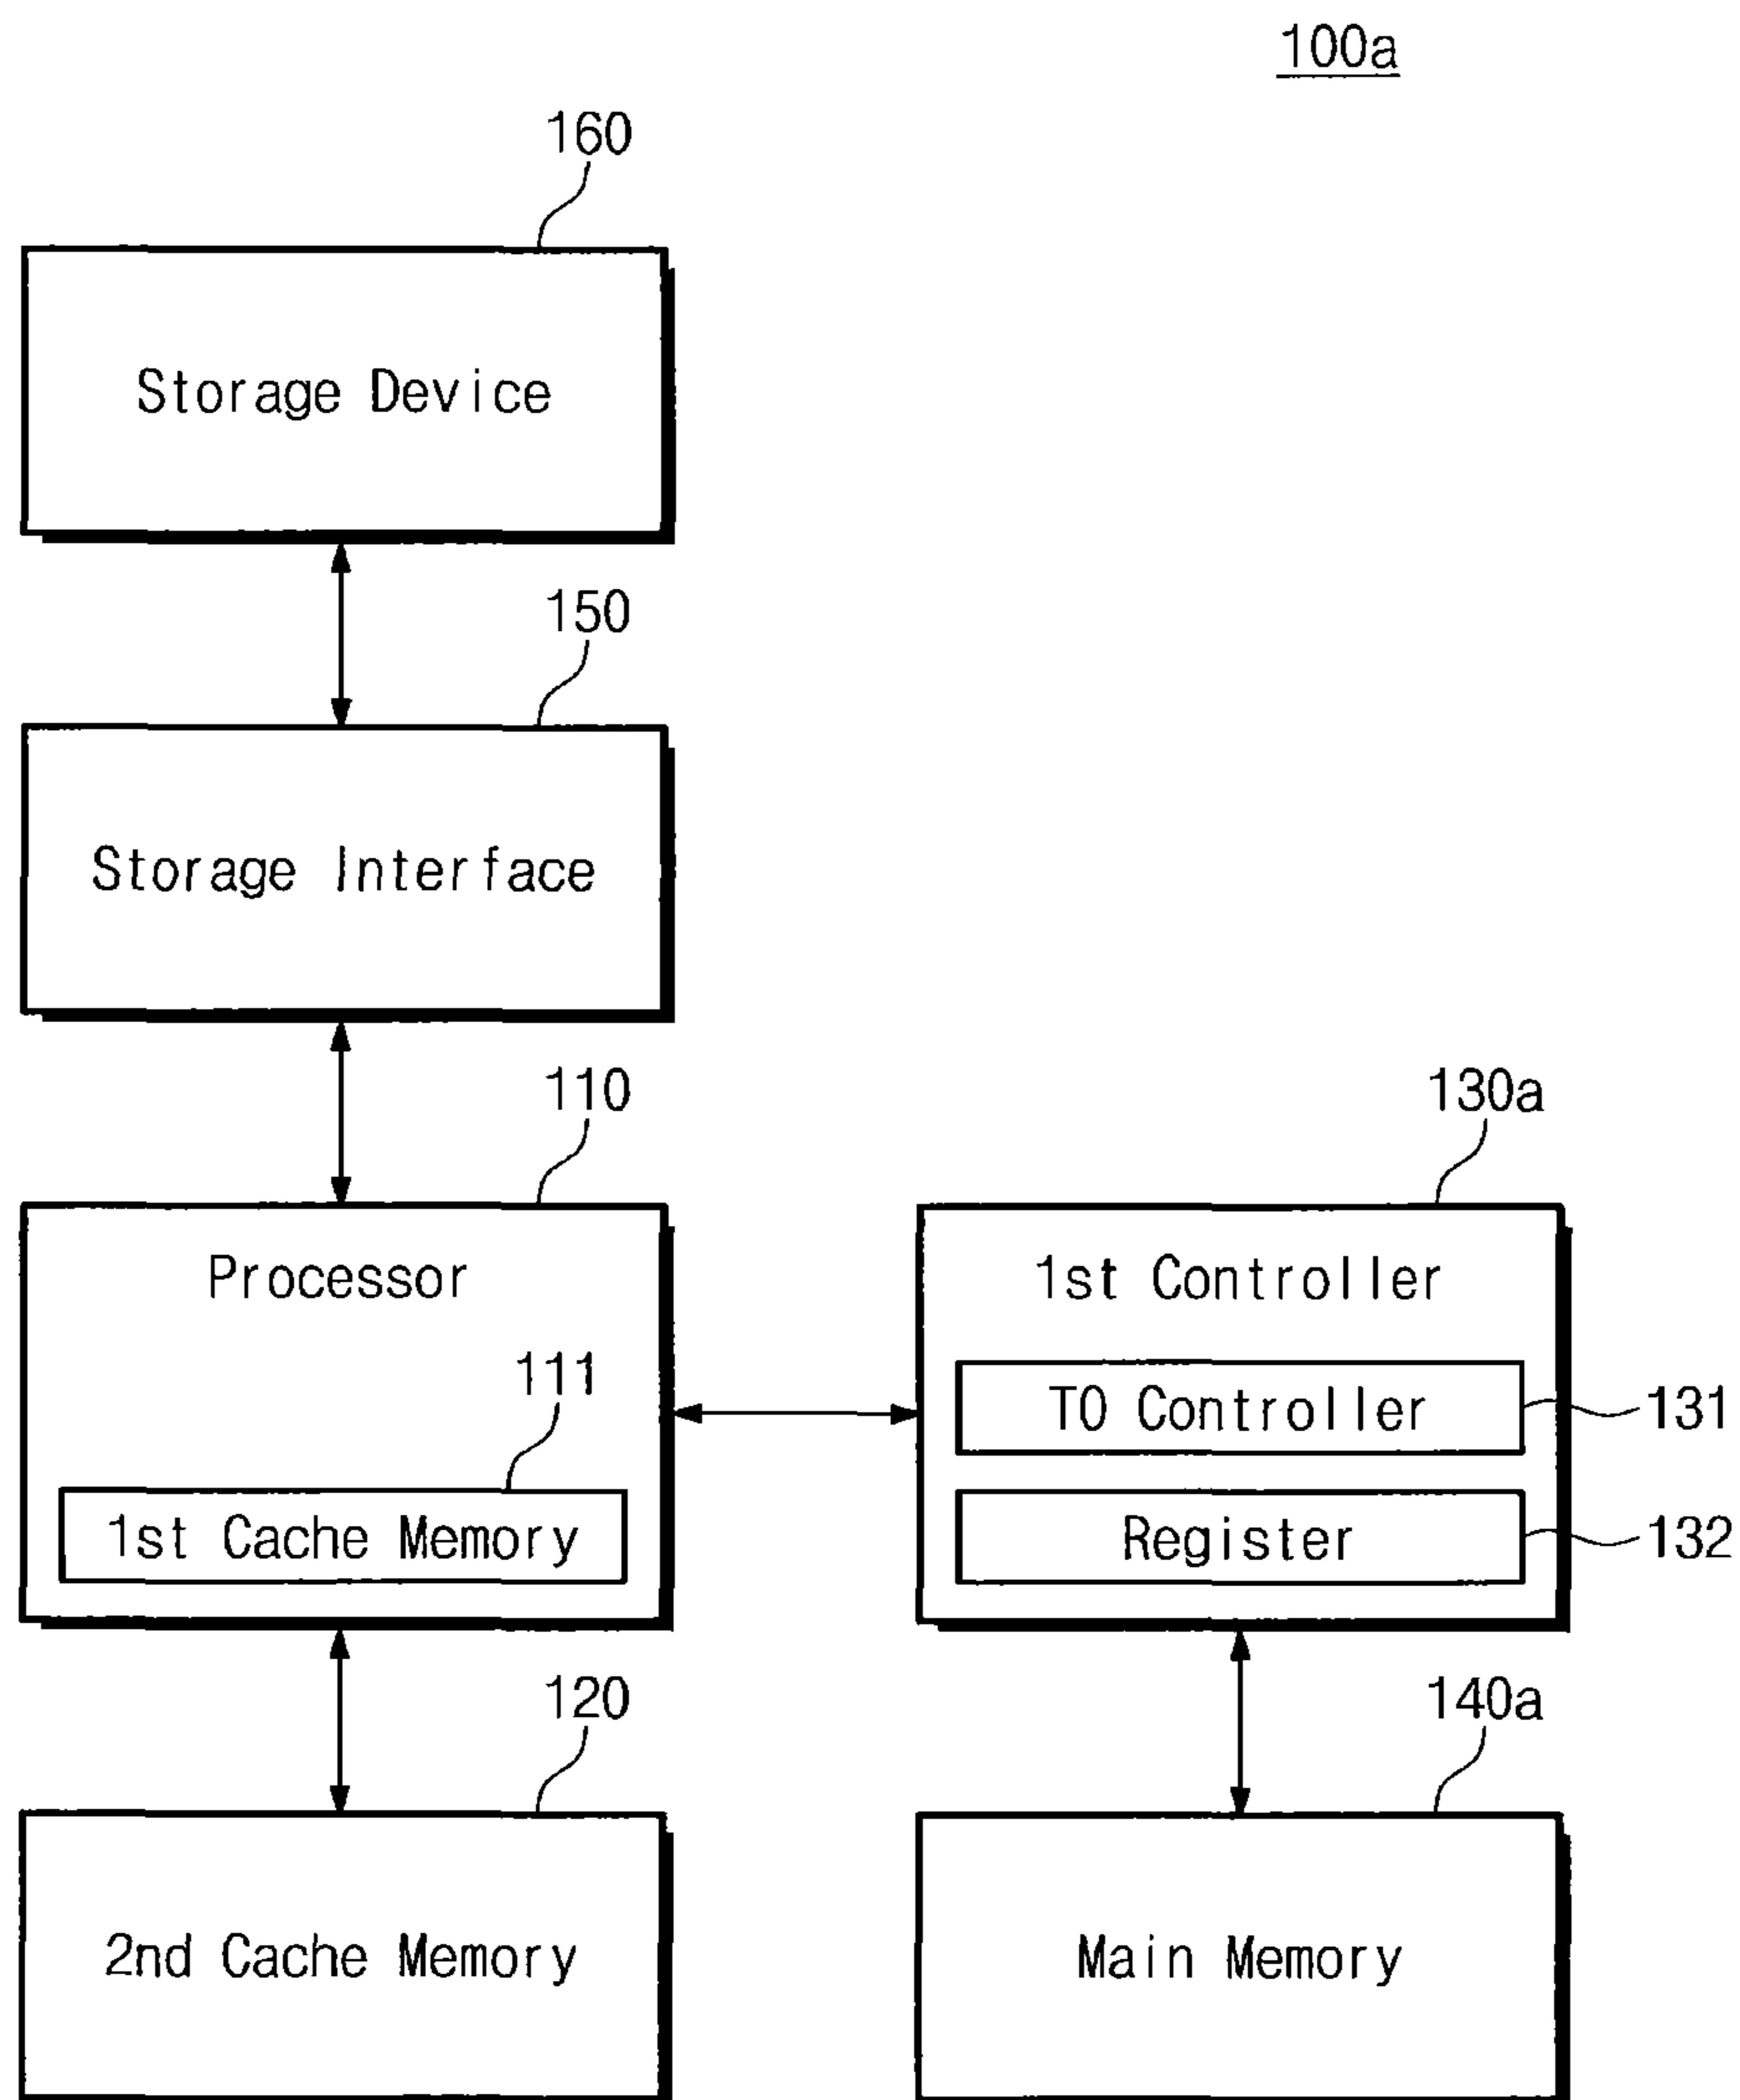 100a
160
Storage Device
150
Storage Interface
110
130a
Processor
1st Controller
111
TO Controller
131
1st Cache Memory
Register
132
120
140a
2nd Cache Memory
Main Memory